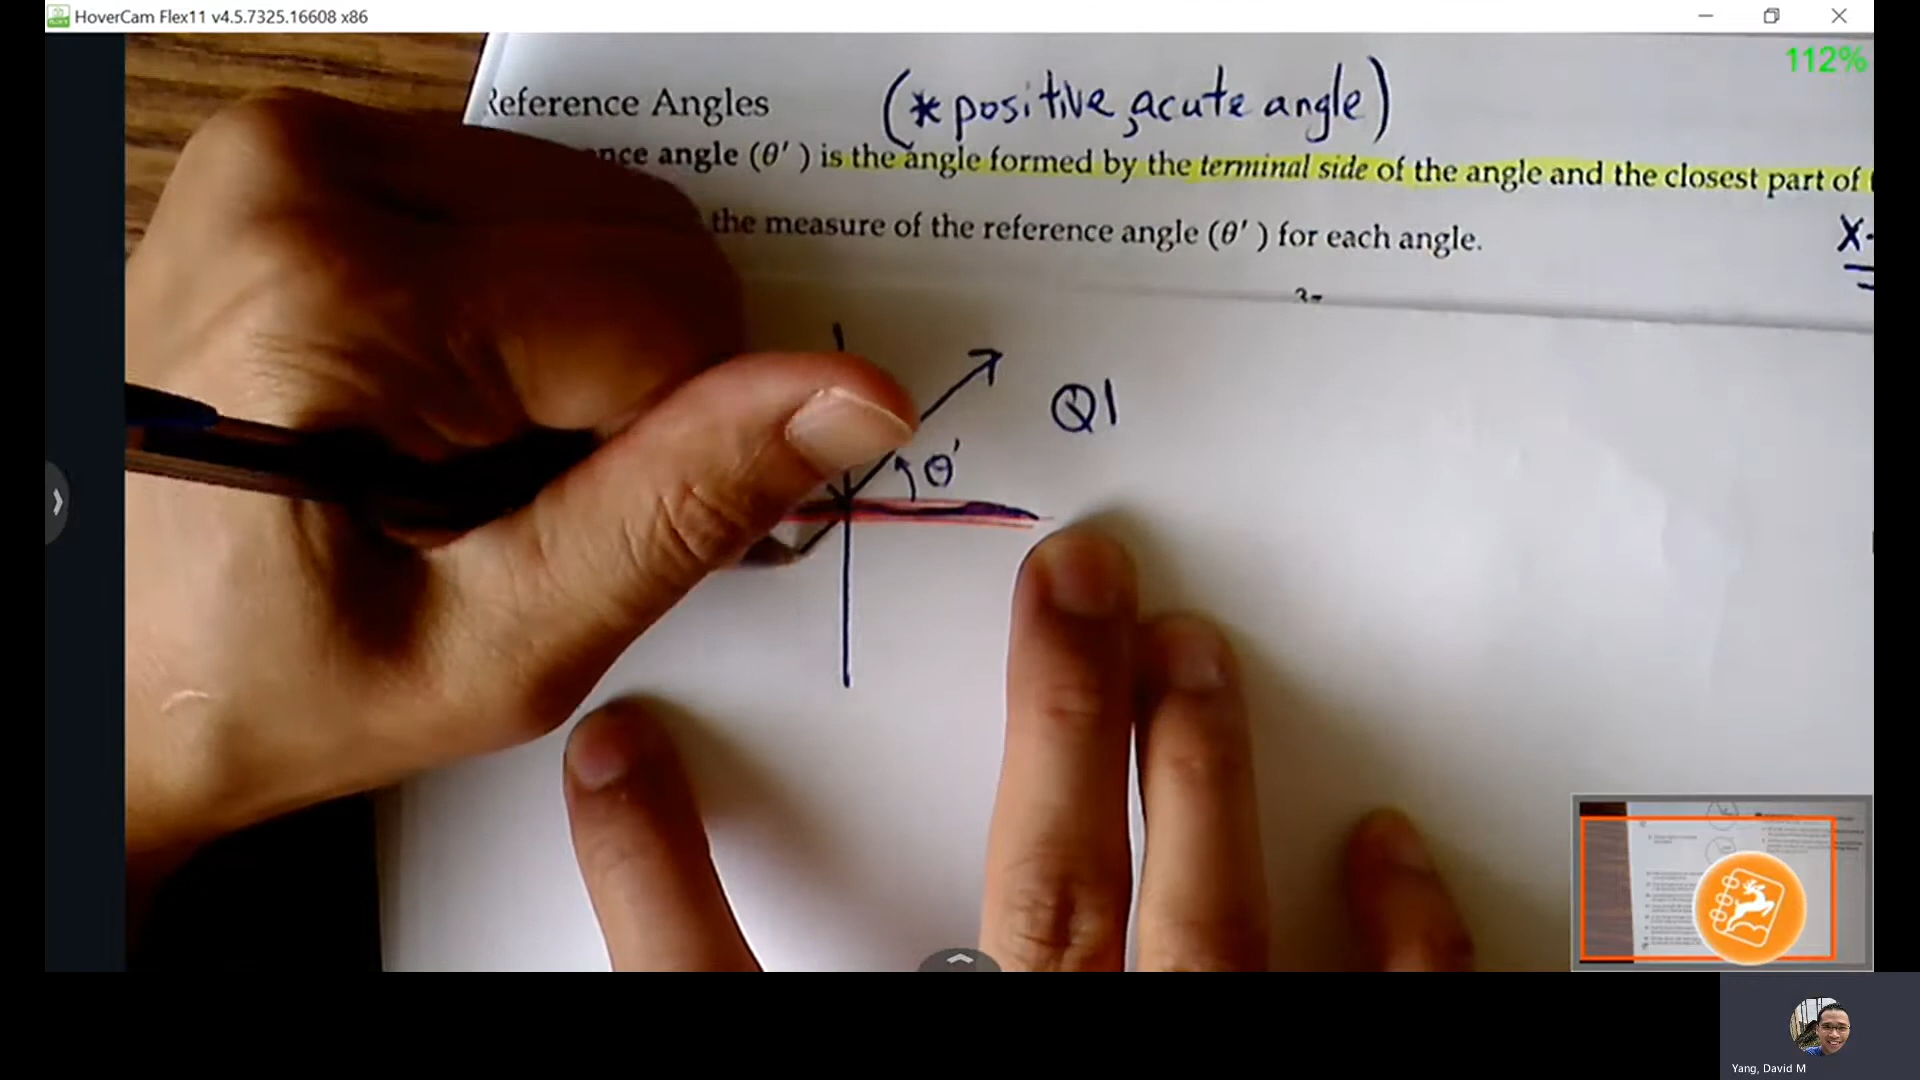 HoverCam Flex11 v4.5.7325.16608 x86
112%
Reference Angles (* positive, acute angle)
nce angle (θ′) is the angle formed by the terminal side of the angle and the closest part of
X-
the measure of the reference angle (θ′) for each angle.
Q1
θ′
Yang, David M